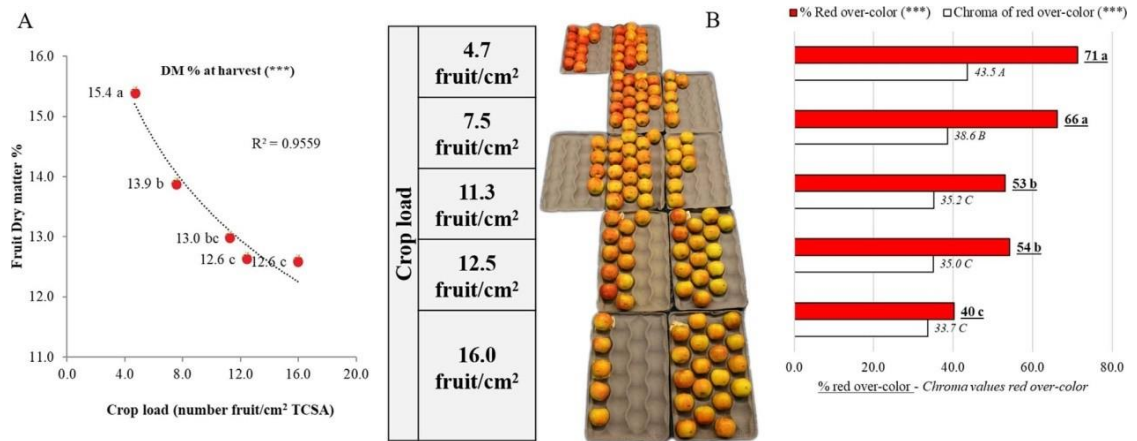 A
16.0
15.0
14.0
13.0
12.0
11.0
0.0 4.0 8.0 12.0 16.0 20.0
Fruit Dry matter %
Crop load (number fruit/cm² TCSA)
DM % at harvest (***)
R² = 0.9559
15.4 a
13.9 b
13.0 bc
12.6 c
12.6 c
Crop load
4.7
fruit/cm²
7.5
fruit/cm²
11.3
fruit/cm²
12.5
fruit/cm²
16.0
fruit/cm²
B
% Red over-color (***) Chroma of red over-color (***)
71 a
43.5 A
66 a
38.6 B
53 b
35.2 C
54 b
35.0 C
40 c
33.7 C
0.0 20.0 40.0 60.0 80.0
% red over-color - Chroma values red over-color